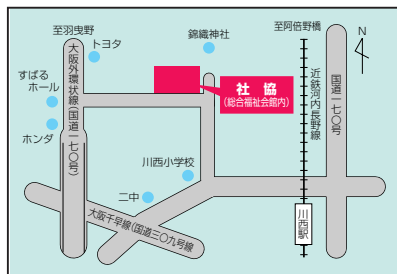 至羽曳野
至阿倍野橋
N
トヨタ
錦織神社
すばる
ホール
ホンダ
大阪外環状線(国道一七〇号)
社 協
(総合福祉会館内)
近鉄河内長野線
国道一七〇号
川西小学校
二中
川西駅
大阪千早線(国道三〇九号線)